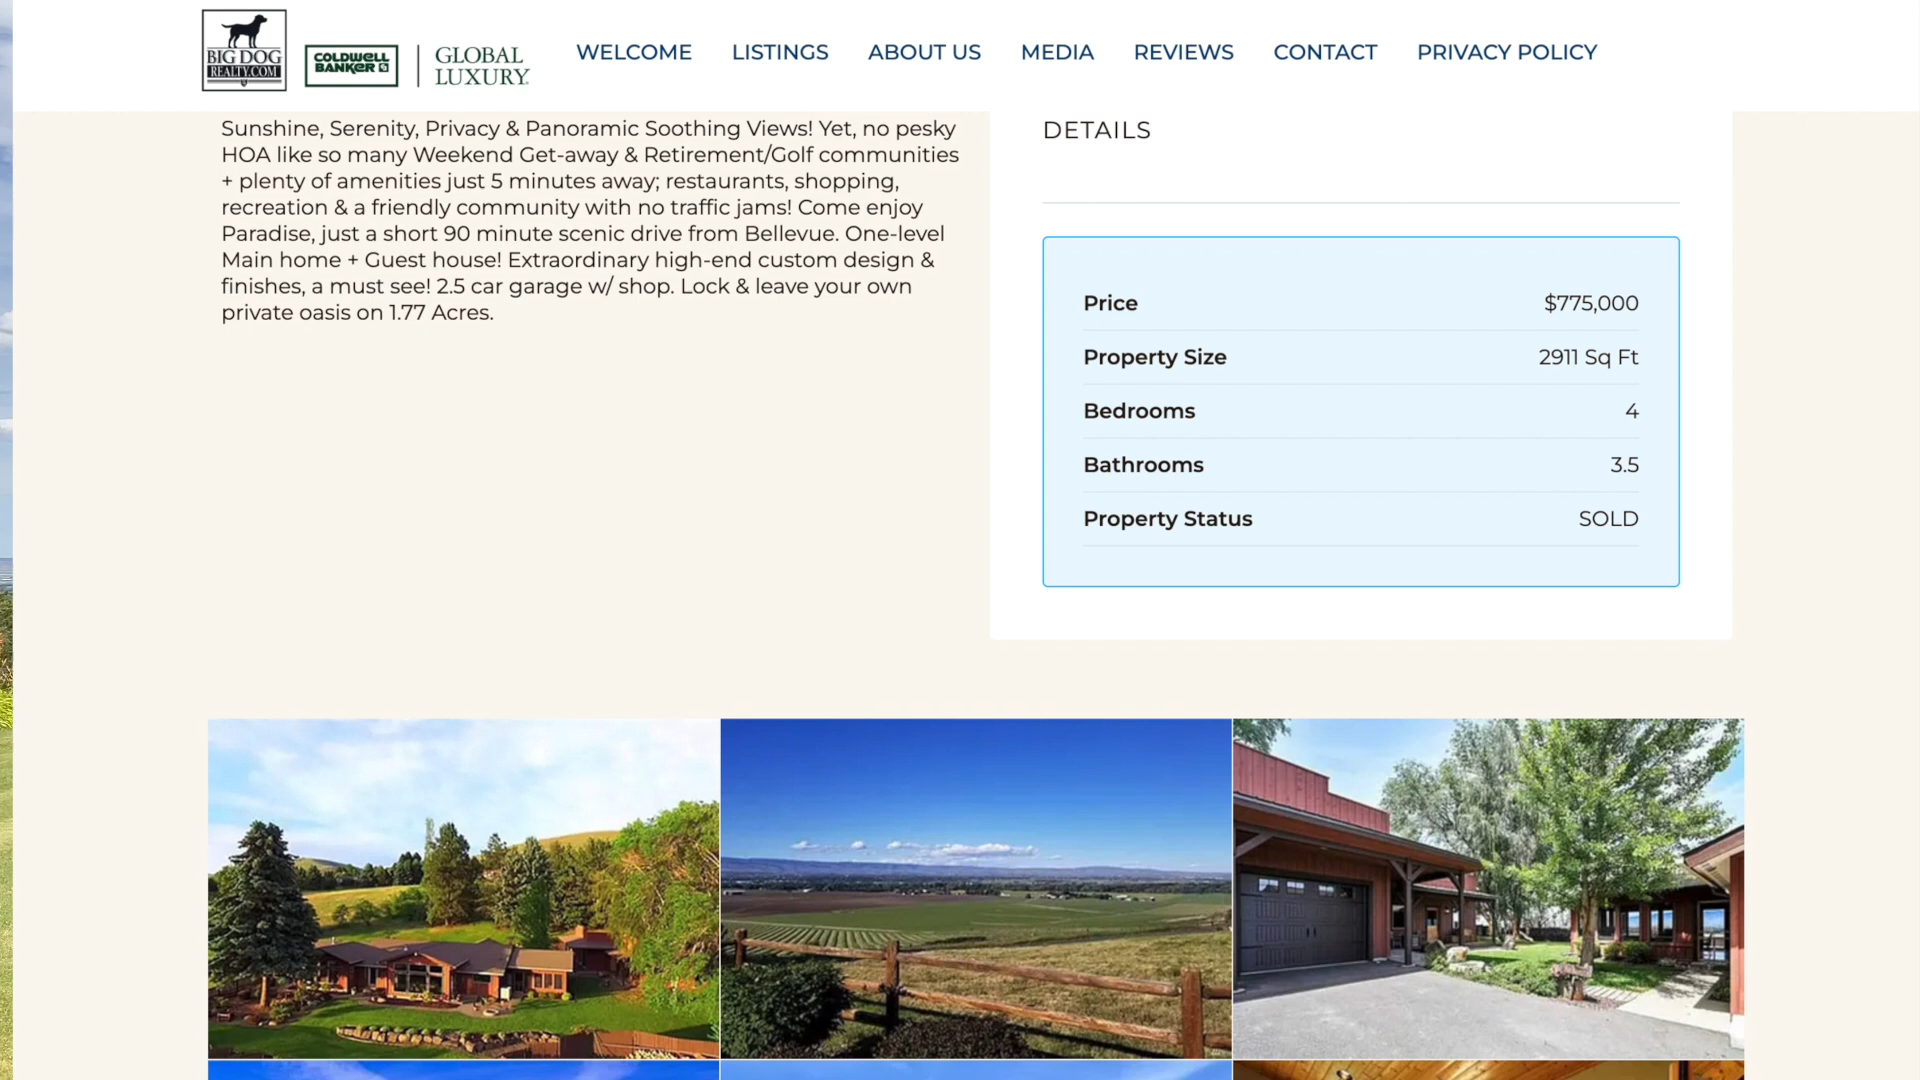 BIG DOG
REALTY.COM
COLDWELL
BANKER
GLOBAL
LUXURY
WELCOME
LISTINGS
ABOUT US
MEDIA
REVIEWS
CONTACT
PRIVACY POLICY
Sunshine, Serenity, Privacy & Panoramic Soothing Views! Yet, no pesky
HOA like so many Weekend Get-away & Retirement/Golf communities
+ plenty of amenities just 5 minutes away; restaurants, shopping,
recreation & a friendly community with no traffic jams! Come enjoy
Paradise, just a short 90 minute scenic drive from Bellevue. One-level
Main home + Guest house! Extraordinary high-end custom design &
finishes, a must see! 2.5 car garage w/ shop. Lock & leave your own
private oasis on 1.77 Acres.
DETAILS
Price $775,000
Property Size 2911 Sq Ft
Bedrooms 4
Bathrooms 3.5
Property Status SOLD